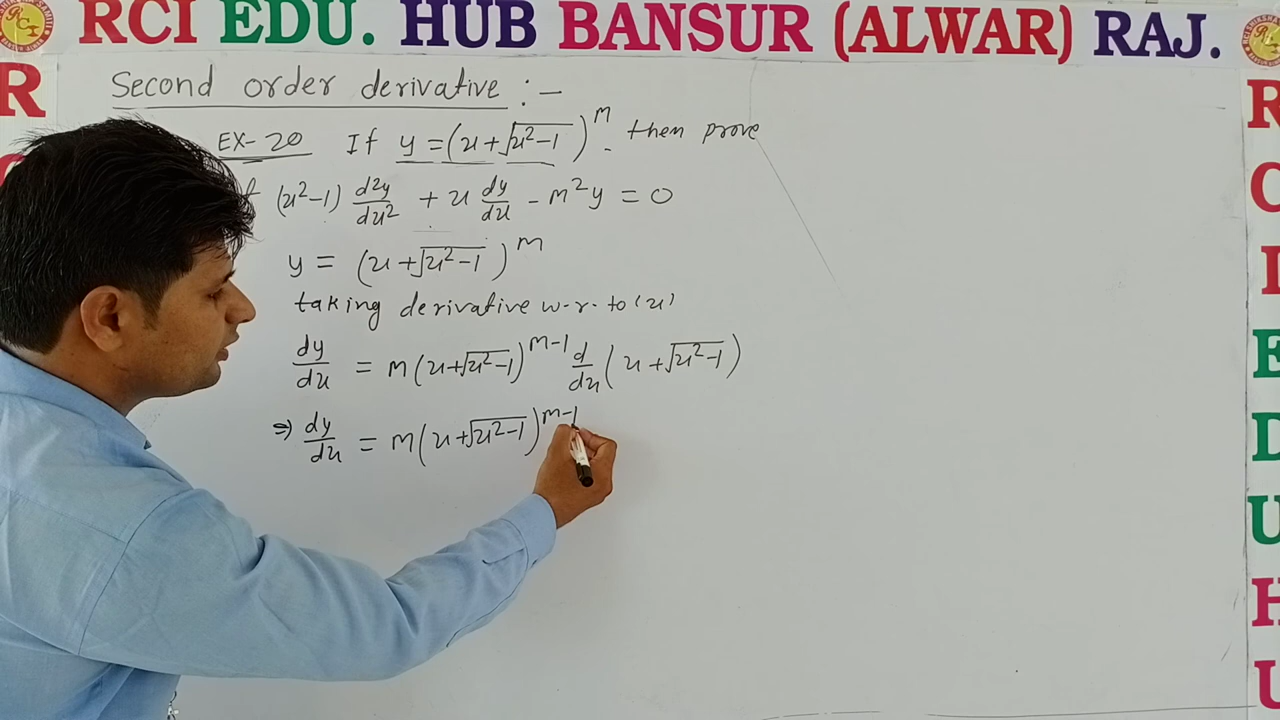 RCI EDU. HUB BANSUR (ALWAR) RAJ.
Second order derivative :-
EX-20 If y = (x+√x²-1)^m . then prove
(x²-1) d²y/dx² + x dy/dx - m²y = 0
y = (x+√x²-1)^m
taking derivative w.r. to (x)
dy/dx = m(x+√x²-1)^m-1 d/dx (x+√x²-1)
⇒ dy/dx = m(x+√x²-1)^m-1
R
R
C
I
E
D
U
H
U